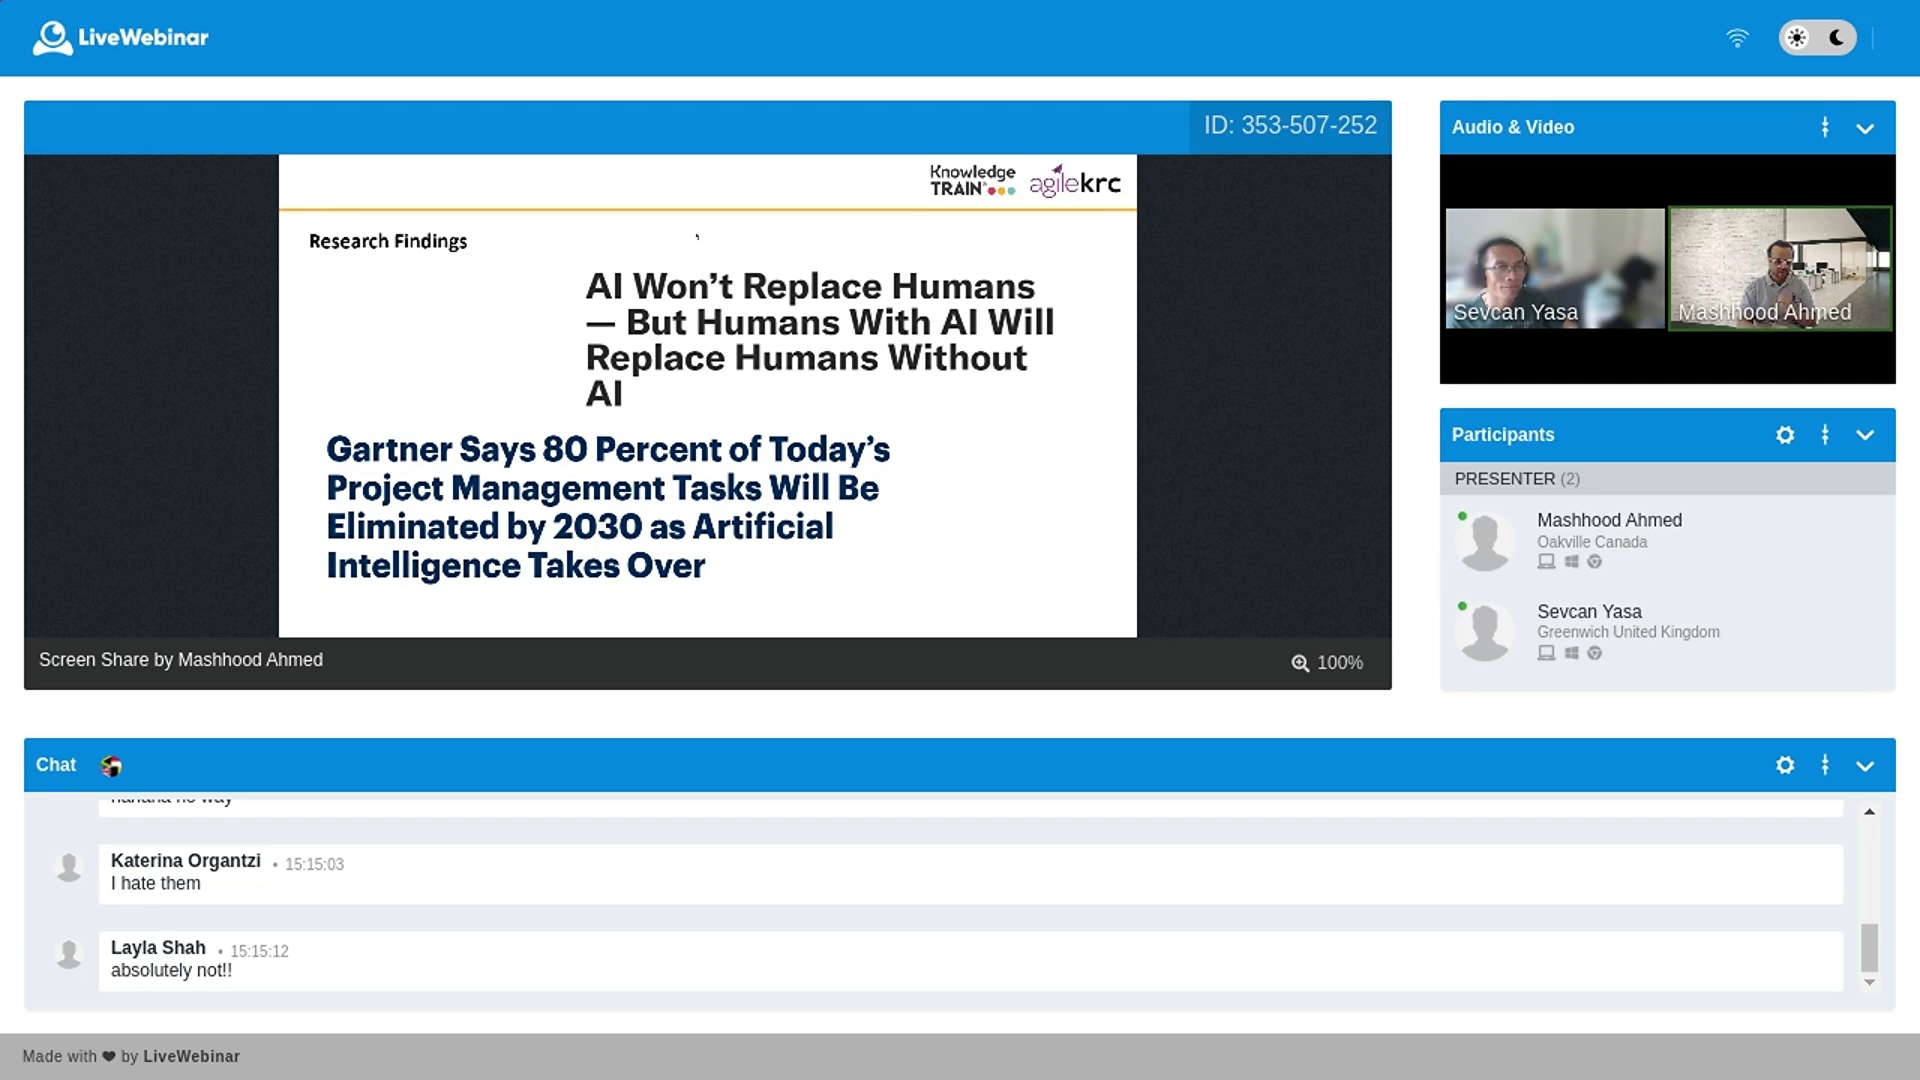 LiveWebinar
ID: 353-507-252
Knowledge
TRAIN
agilekrc
Research Findings
AI Won’t Replace Humans
— But Humans With AI Will
Replace Humans Without
AI
Gartner Says 80 Percent of Today’s
Project Management Tasks Will Be
Eliminated by 2030 as Artificial
Intelligence Takes Over
Screen Share by Mashhood Ahmed
100%
Audio & Video
Sevcan Yasa
Mashhood Ahmed
Participants
PRESENTER (2)
Mashhood Ahmed
Oakville Canada
Sevcan Yasa
Greenwich United Kingdom
Chat
no way
Katerina Organtzi • 15:15:03
I hate them
Layla Shah • 15:15:12
absolutely not!!
Made with ❤ by LiveWebinar